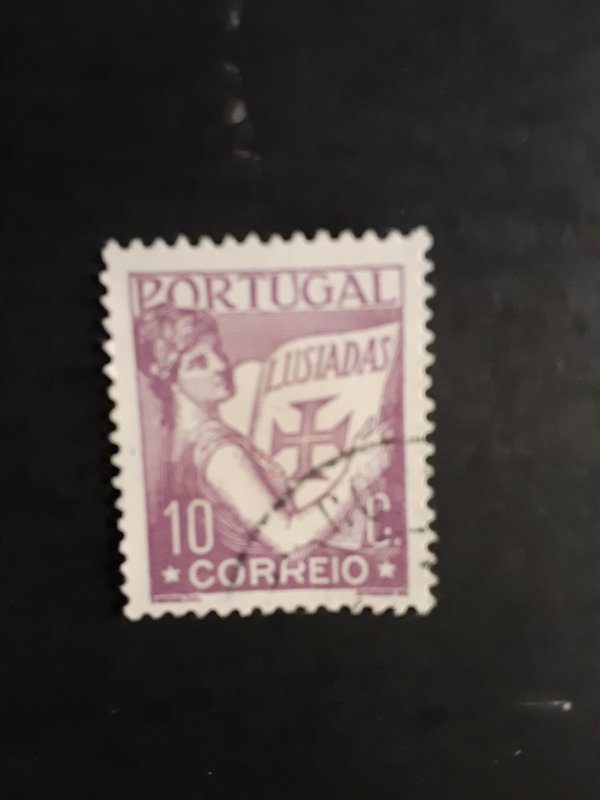 PORTUGAL
LUSIADAS
10 C.
CORREIO